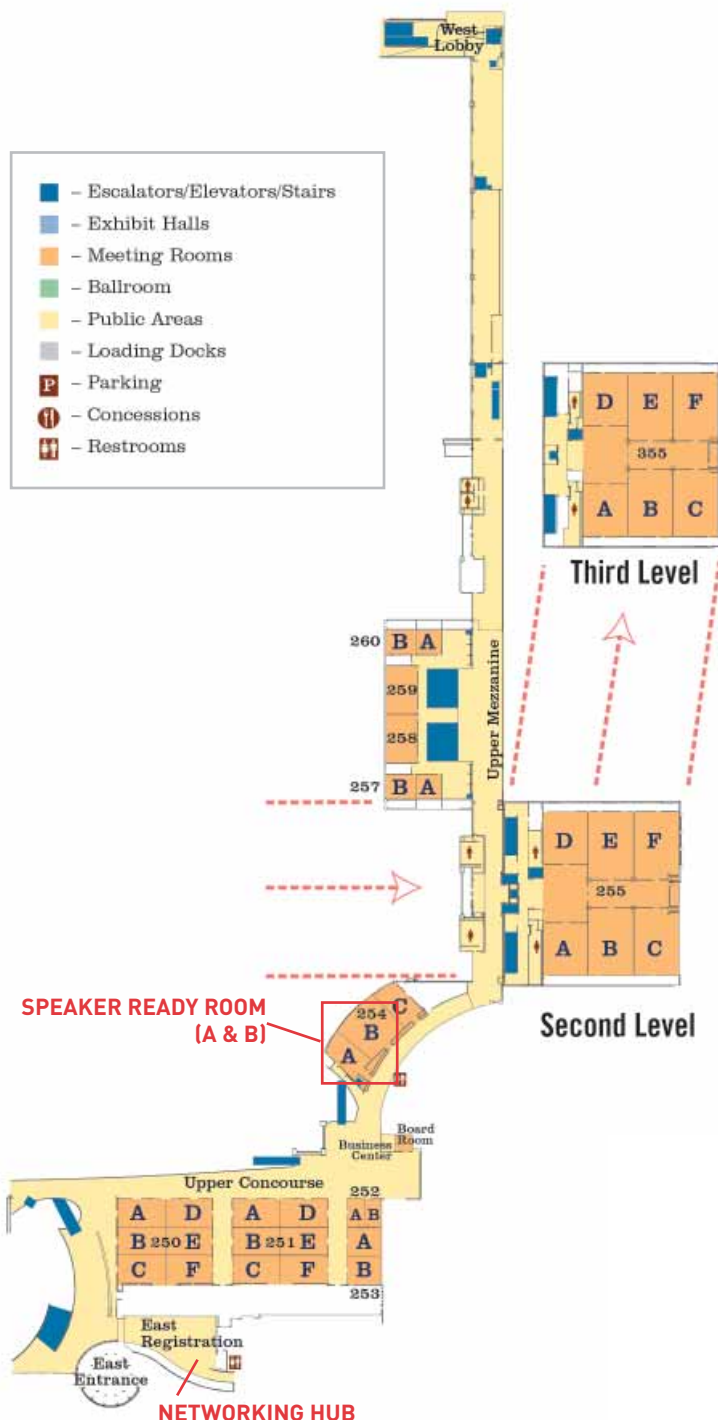 West
Lobby
– Escalators/Elevators/Stairs
– Exhibit Halls
– Meeting Rooms
– Ballroom
– Public Areas
– Loading Docks
P – Parking
– Concessions
– Restrooms
D E F
355
A B C
Third Level
260 B A
259
258
257 B A
Upper Mezzanine
D E F
255
A B C
Second Level
SPEAKER READY ROOM
(A & B)
C
254
B
A
Board
Room
Business
Center
Upper Concourse
252
A D A D A B
B 250 E B 251 E A
C F C F B
253
East
Registration
East
Entrance
NETWORKING HUB